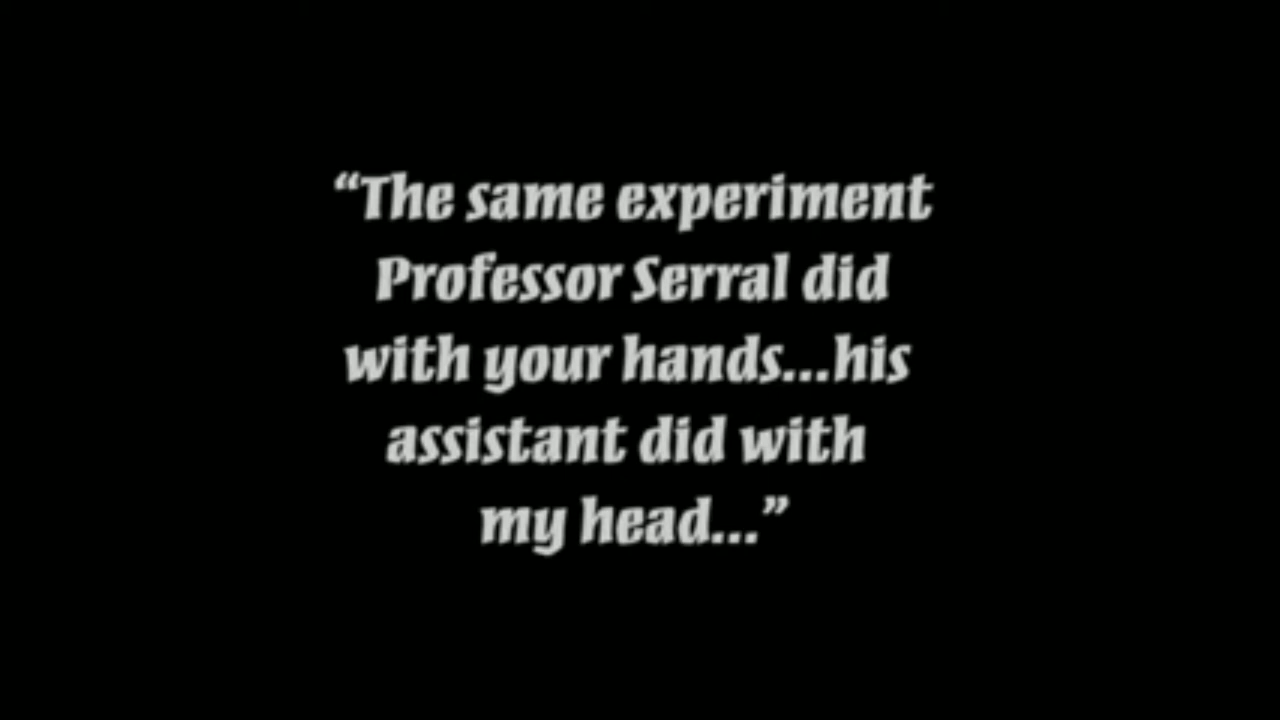 “The same experiment
Professor Serral did
with your hands...his
assistant did with
my head...”